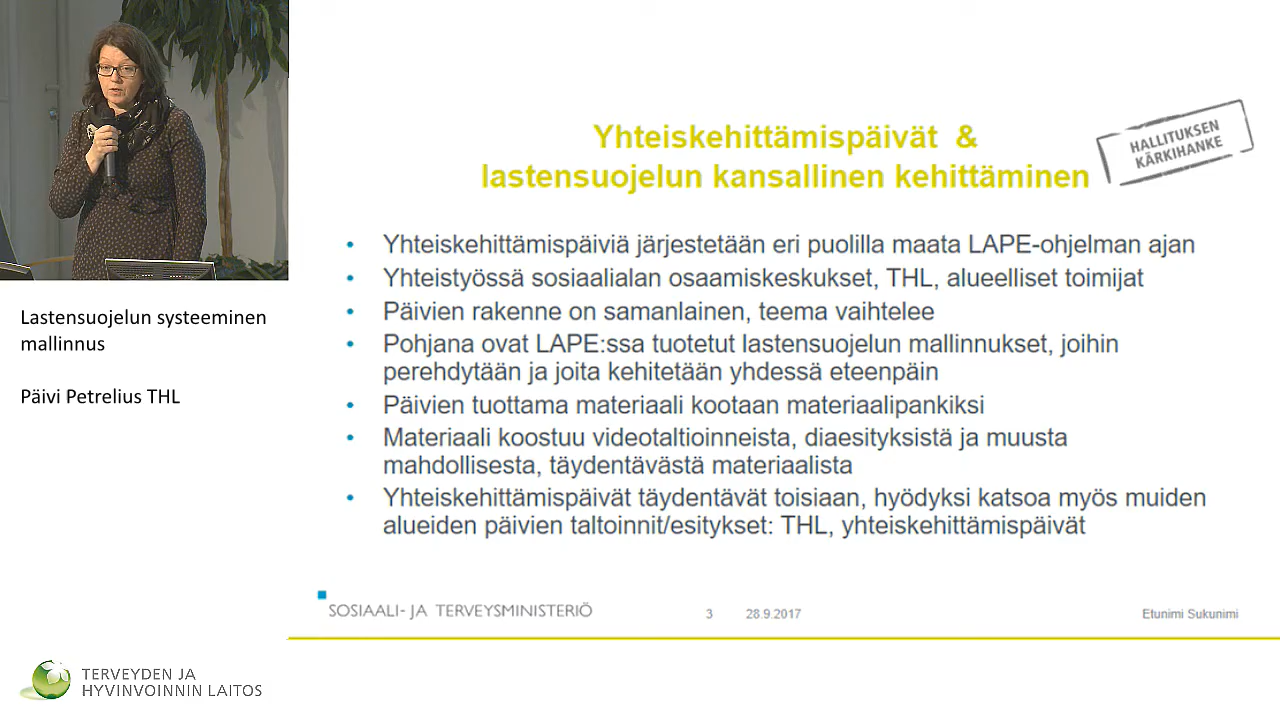 Yhteiskehittämispäivät &
lastensuojelun kansallinen kehittäminen
HALLITUKSEN
KÄRKIHANKE
• Yhteiskehittämispäiviä järjestetään eri puolilla maata LAPE-ohjelman ajan
• Yhteistyössä sosiaalialan osaamiskeskukset, THL, alueelliset toimijat
• Päivien rakenne on samanlainen, teema vaihtelee
• Pohjana ovat LAPE:ssa tuotetut lastensuojelun mallinnukset, joihin
perehdytään ja joita kehitetään yhdessä eteenpäin
• Päivien tuottama materiaali kootaan materiaalipankiksi
• Materiaali koostuu videotaltioinneista, diaesityksistä ja muusta
mahdollisesta, täydentävästä materiaalista
• Yhteiskehittämispäivät täydentävät toisiaan, hyödyksi katsoa myös muiden
alueiden päivien taltoinnit/esitykset: THL, yhteiskehittämispäivät
SOSIAALI- JA TERVEYSMINISTERIÖ
3
28.9.2017
Etunimi Sukunimi
Lastensuojelun systeeminen
mallinnus
Päivi Petrelius THL
TERVEYDEN JA
HYVINVOINNIN LAITOS